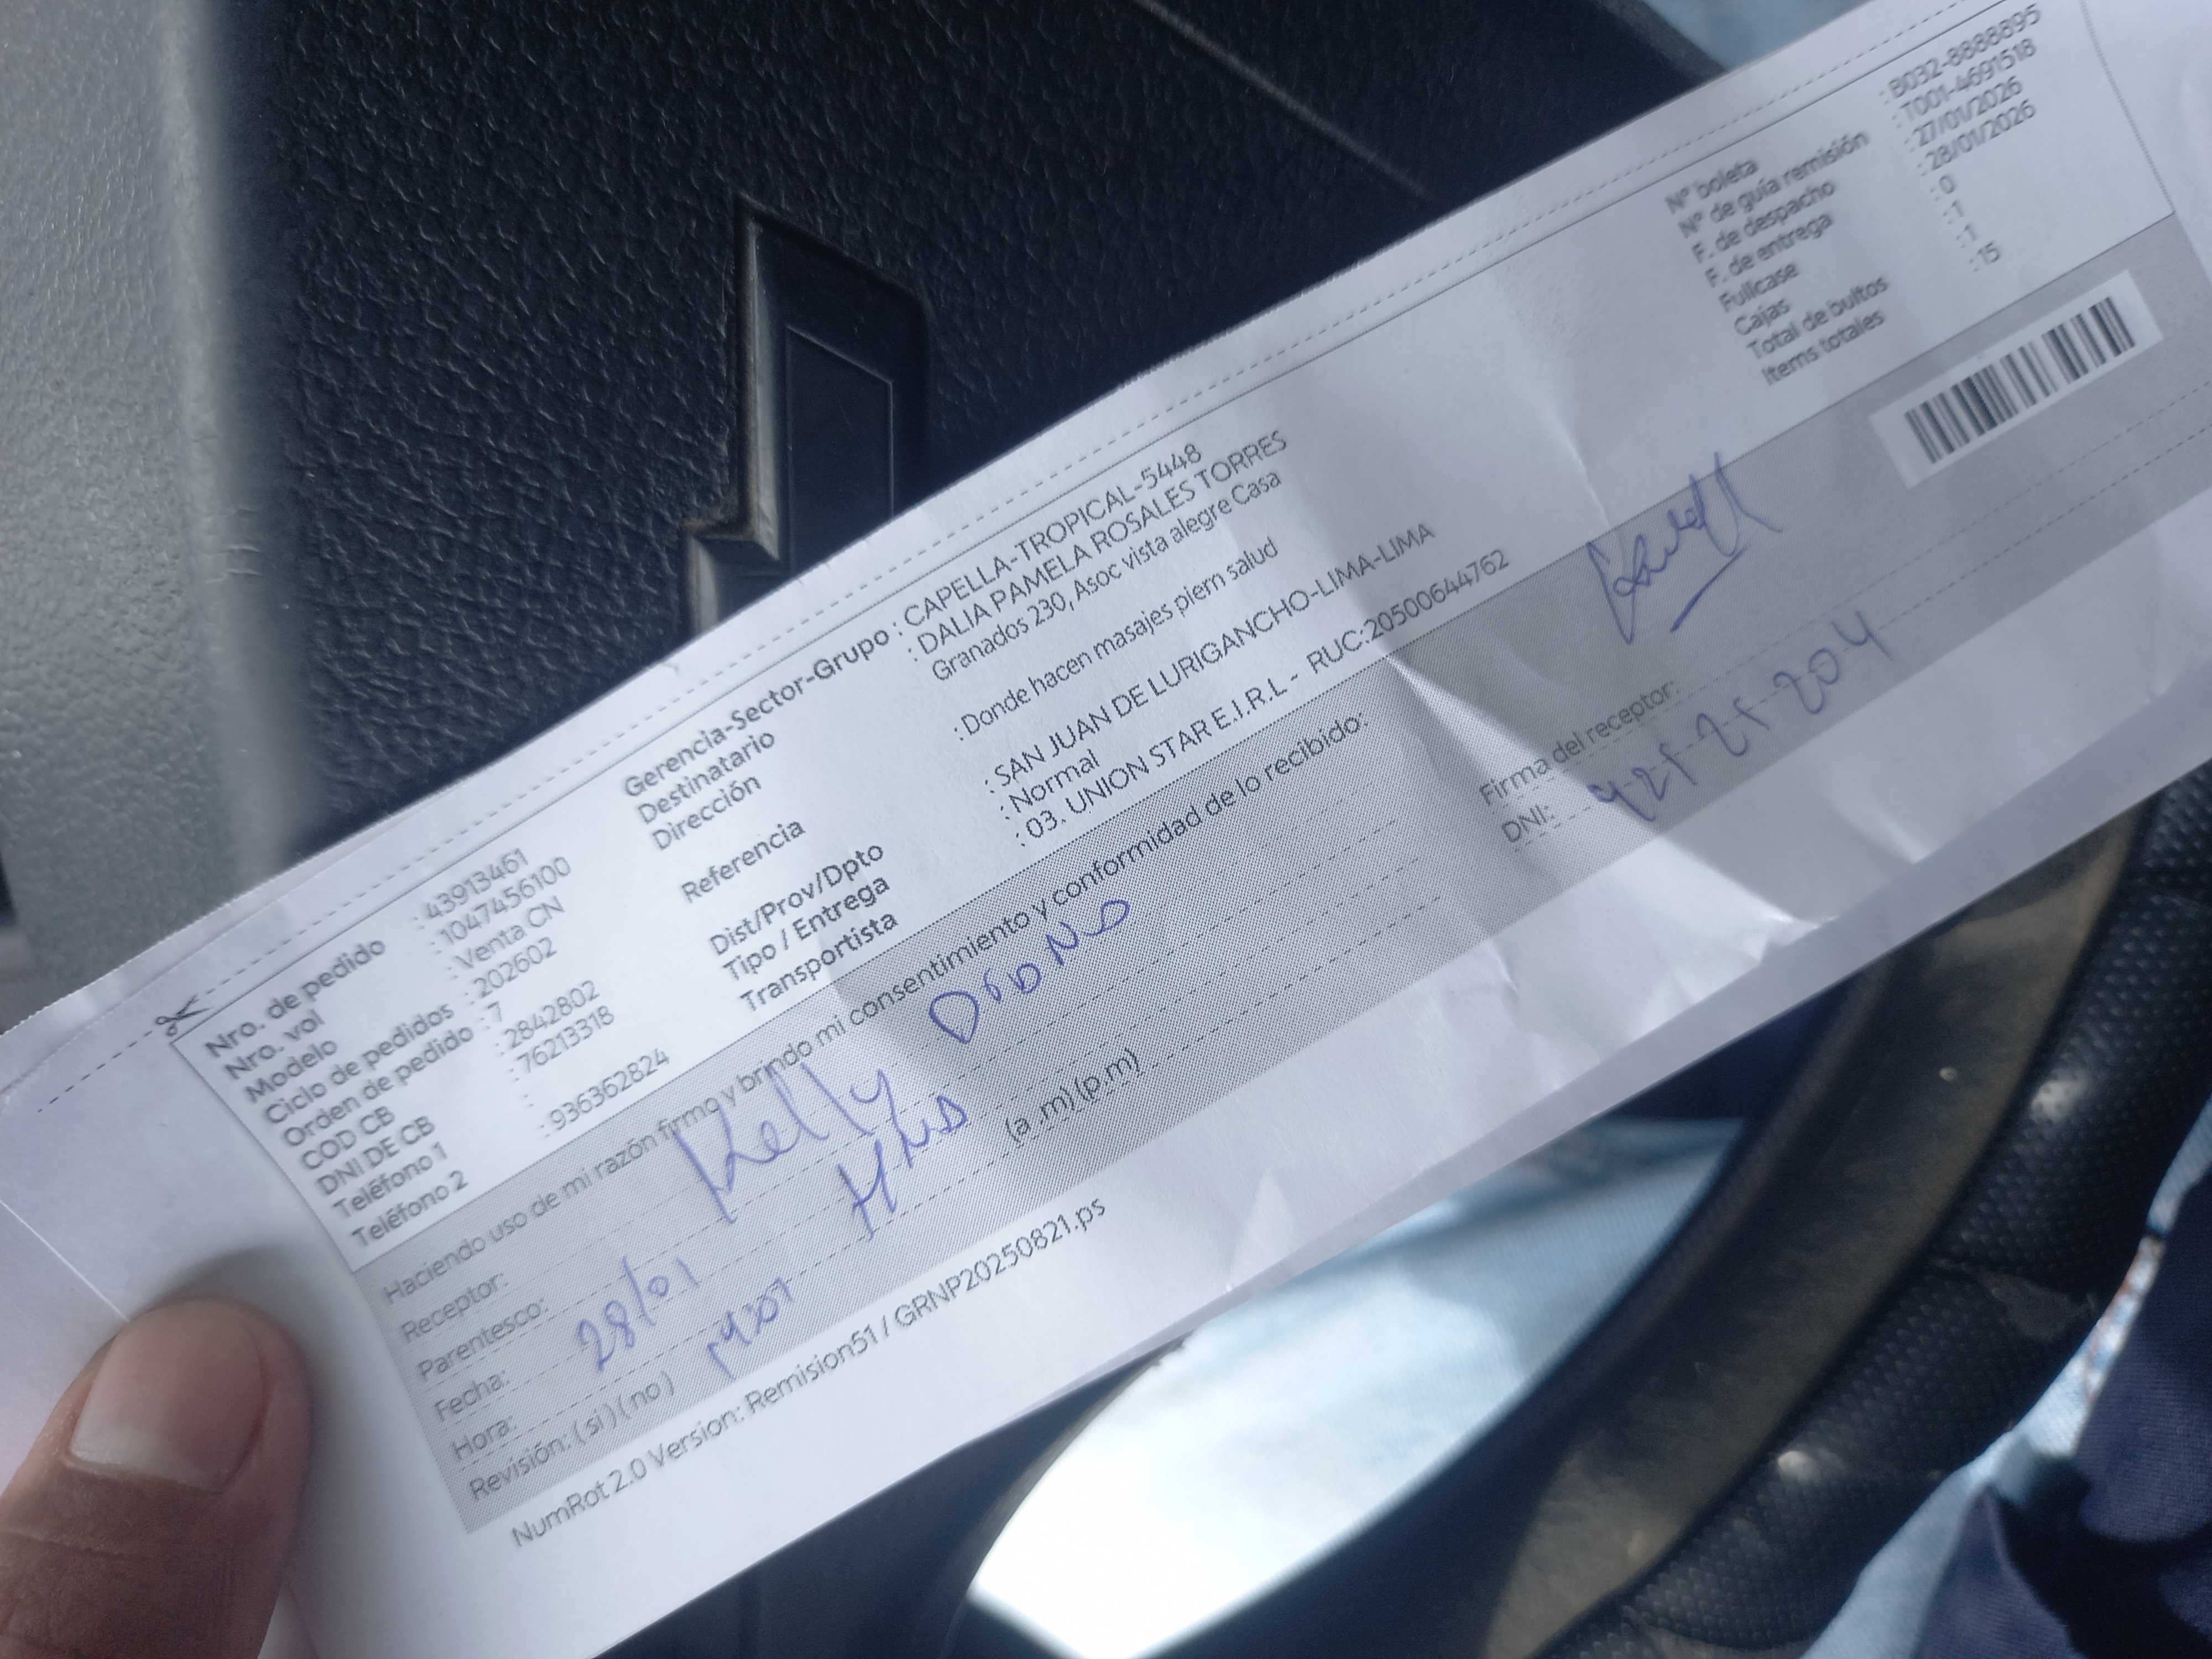 Nro. de pedido : 43913461
Nro. vol : 1047456100
Modelo : Venta CN
Ciclo de pedidos : 202602
Orden de pedido : 7
COD CB : 2842802
DNI DE CB : 76213318
Teléfono 1 :
Teléfono 2 : 936362824
Gerencia-Sector-Grupo : CAPELLA-TROPICAL-5448
Destinatario : DALIA PAMELA ROSALES TORRES
Dirección Granados 230, Asoc vista alegre Casa
Referencia : Donde hacen masajes piern salud
Dist/Prov/Dpto : SAN JUAN DE LURIGANCHO-LIMA-LIMA
Tipo / Entrega : Normal
Transportista : 03. UNION STAR E.I.R.L - RUC:20500644762
N° boleta : B032-8888895
N° de guía remisión : T001-4691518
F. de despacho : 27/01/2026
F. de entrega : 28/01/2026
Fullcase : 0
Cajas : 1
Total de bultos : 1
Items totales : 15
Haciendo uso de mi razón firmo y brindo mi consentimiento y conformidad de lo recibido:
Receptor: Kelly
Parentesco:
Fecha: 28/01
Hora: (a .m) (p.m)
Revisión: ( si ) ( no )
Firma del receptor:
DNI:
NumRot 2.0 Version: Remision51 / GRNP20250821.ps